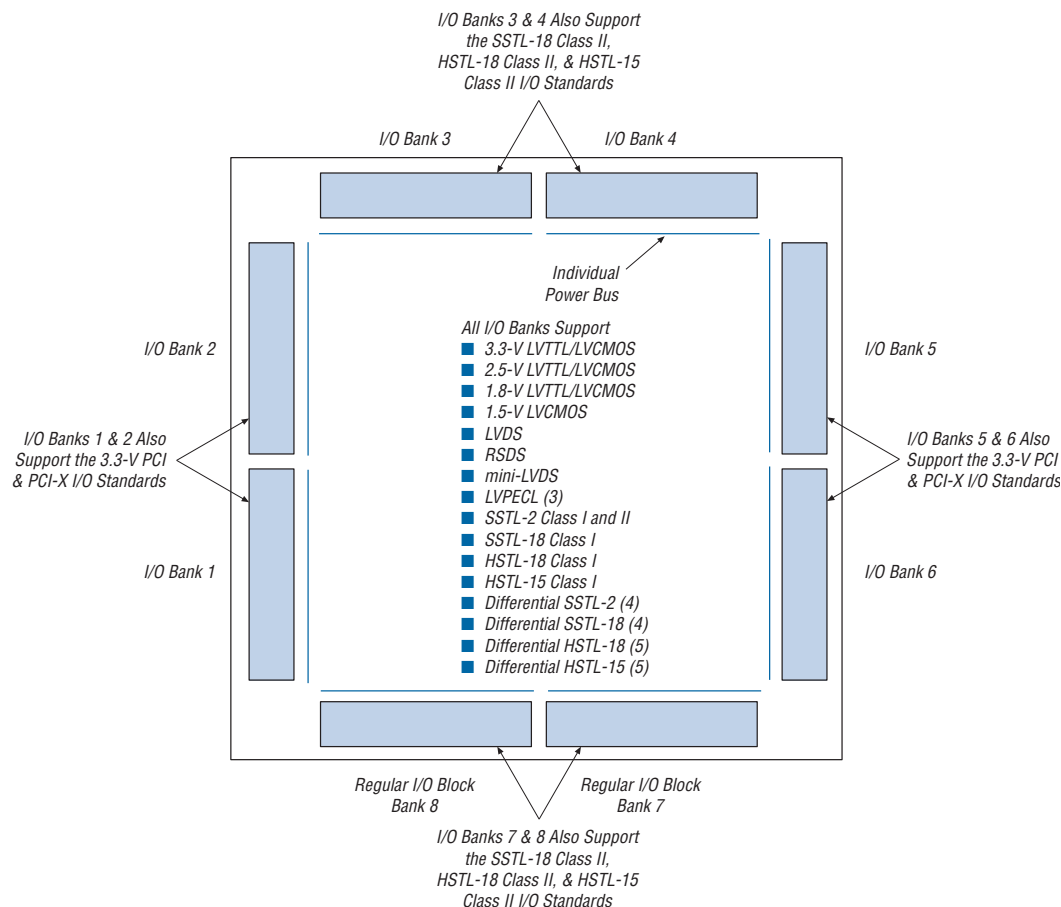 I/O Banks 3 & 4 Also Support
the SSTL-18 Class II,
HSTL-18 Class II, & HSTL-15
Class II I/O Standards
I/O Bank 3
I/O Bank 4
Individual
Power Bus
I/O Bank 2
I/O Bank 5
All I/O Banks Support
3.3-V LVTTL/LVCMOS
2.5-V LVTTL/LVCMOS
1.8-V LVTTL/LVCMOS
1.5-V LVCMOS
LVDS
RSDS
mini-LVDS
LVPECL (3)
SSTL-2 Class I and II
SSTL-18 Class I
HSTL-18 Class I
HSTL-15 Class I
Differential SSTL-2 (4)
Differential SSTL-18 (4)
Differential HSTL-18 (5)
Differential HSTL-15 (5)
I/O Banks 1 & 2 Also
Support the 3.3-V PCI
& PCI-X I/O Standards
I/O Banks 5 & 6 Also
Support the 3.3-V PCI
& PCI-X I/O Standards
I/O Bank 1
I/O Bank 6
Regular I/O Block
Bank 8
Regular I/O Block
Bank 7
I/O Banks 7 & 8 Also Support
the SSTL-18 Class II,
HSTL-18 Class II, & HSTL-15
Class II I/O Standards